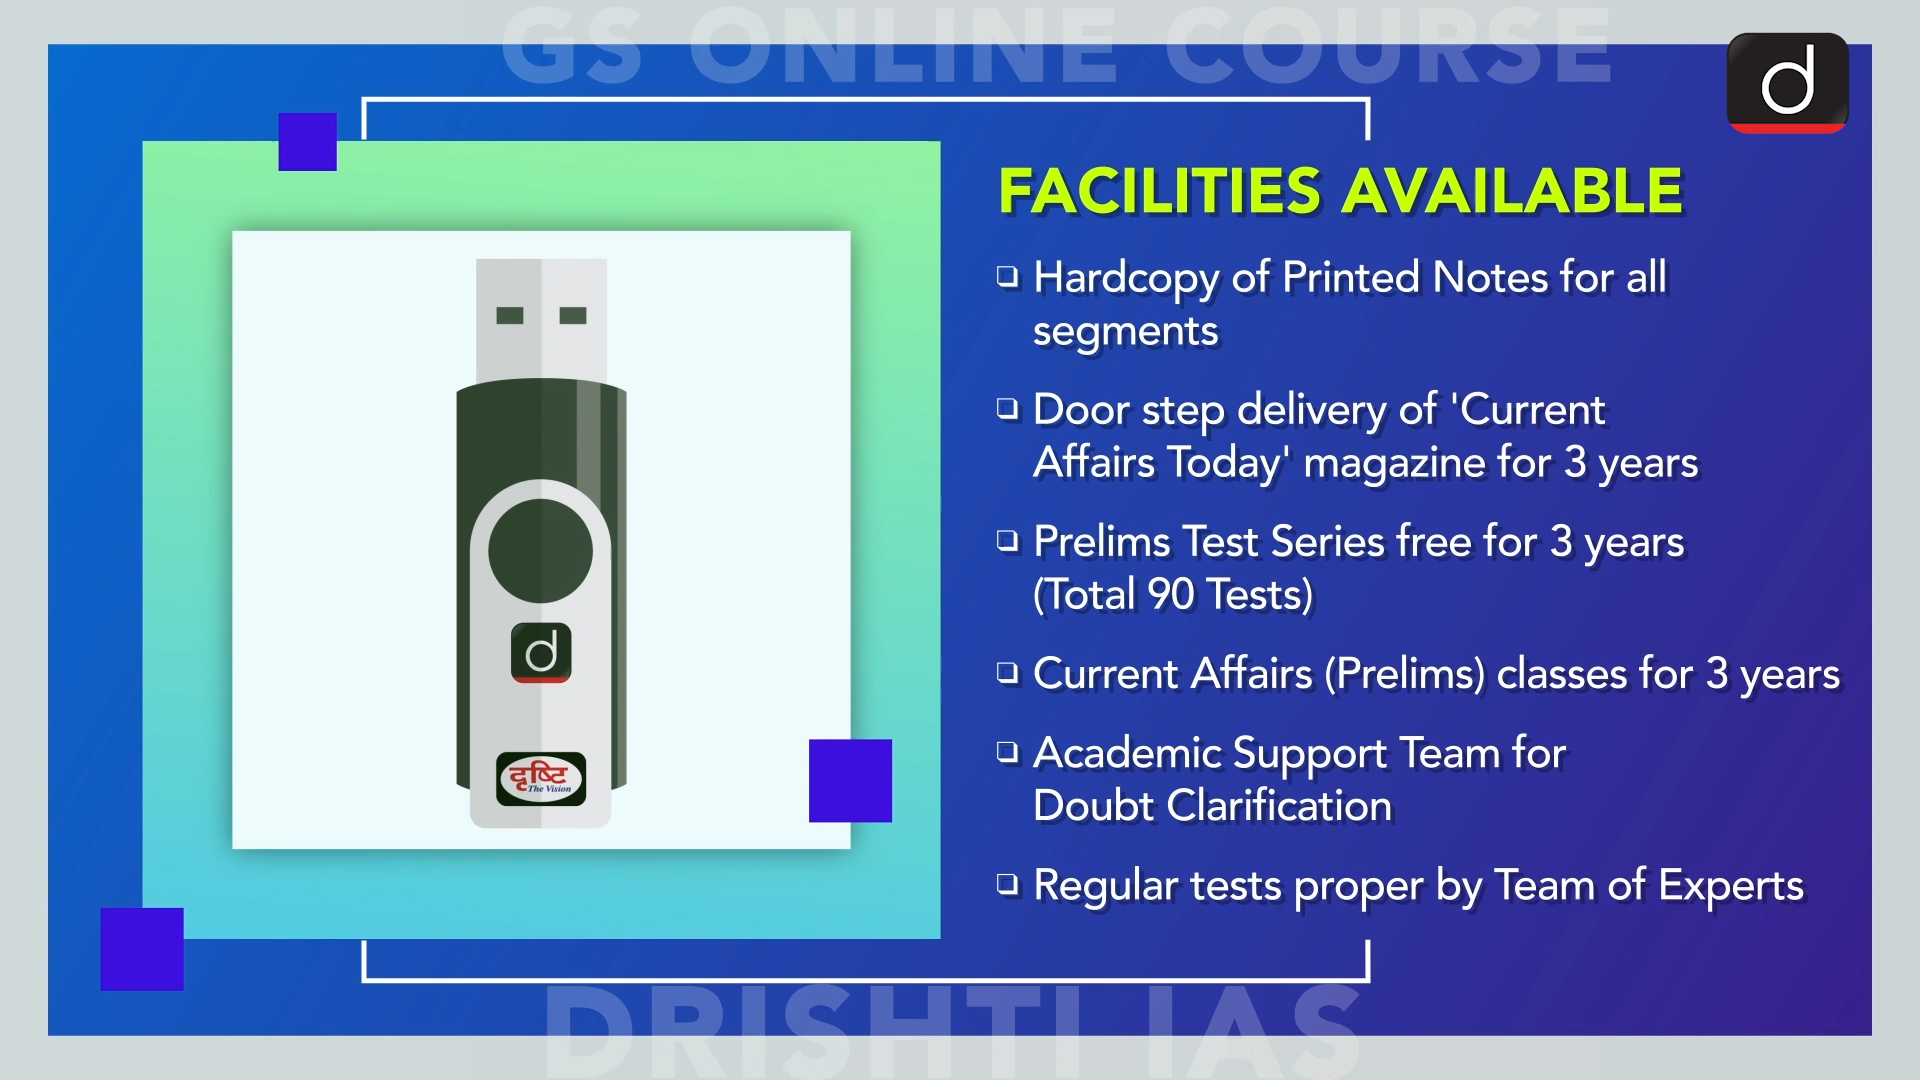 GS ONLINE COURSE
d
FACILITIES AVAILABLE
❏ Hardcopy of Printed Notes for all
segments
❏ Door step delivery of 'Current
Affairs Today' magazine for 3 years
❏ Prelims Test Series free for 3 years
(Total 90 Tests)
❏ Current Affairs (Prelims) classes for 3 years
❏ Academic Support Team for
Doubt Clarification
❏ Regular tests proper by Team of Experts
d
दृष्टि
The Vision
DRISHTI IAS